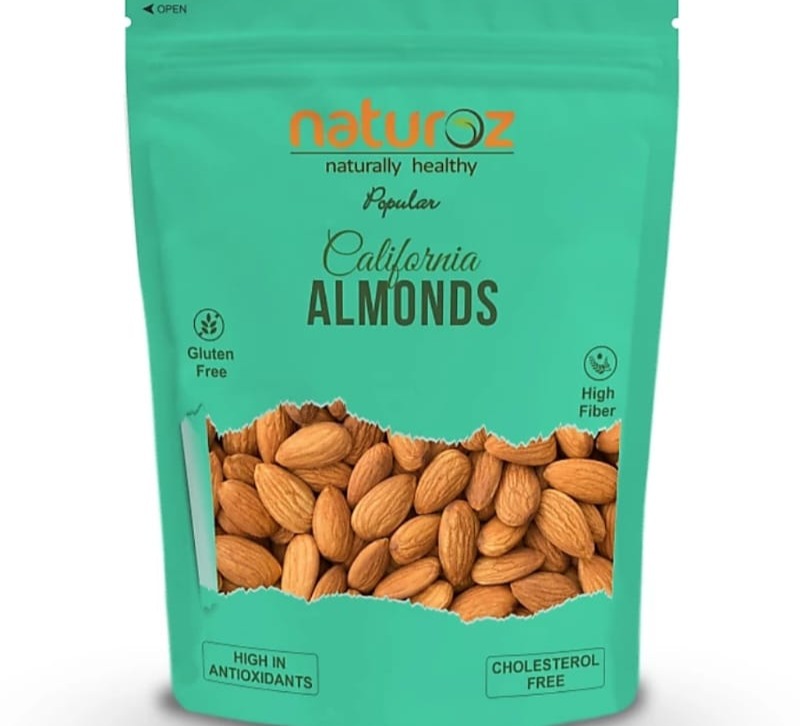 OPEN
naturoz
naturally healthy
Popular
California
ALMONDS
Gluten
Free
High
Fiber
HIGH IN
ANTIOXIDANTS
CHOLESTEROL
FREE